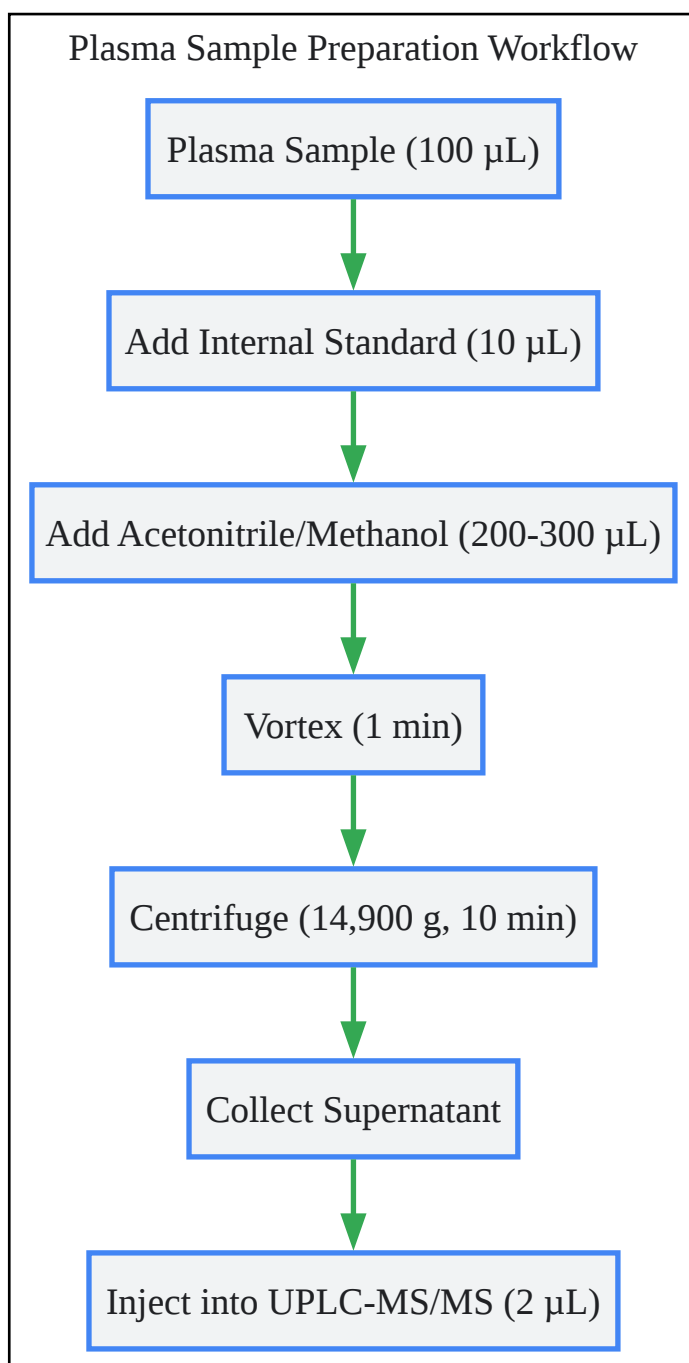 Plasma Sample Preparation Workflow
Plasma Sample (100 µL)
Add Internal Standard (10 µL)
Add Acetonitrile/Methanol (200-300 µL)
Vortex (1 min)
Centrifuge (14,900 g, 10 min)
Collect Supernatant
Inject into UPLC-MS/MS (2 µL)